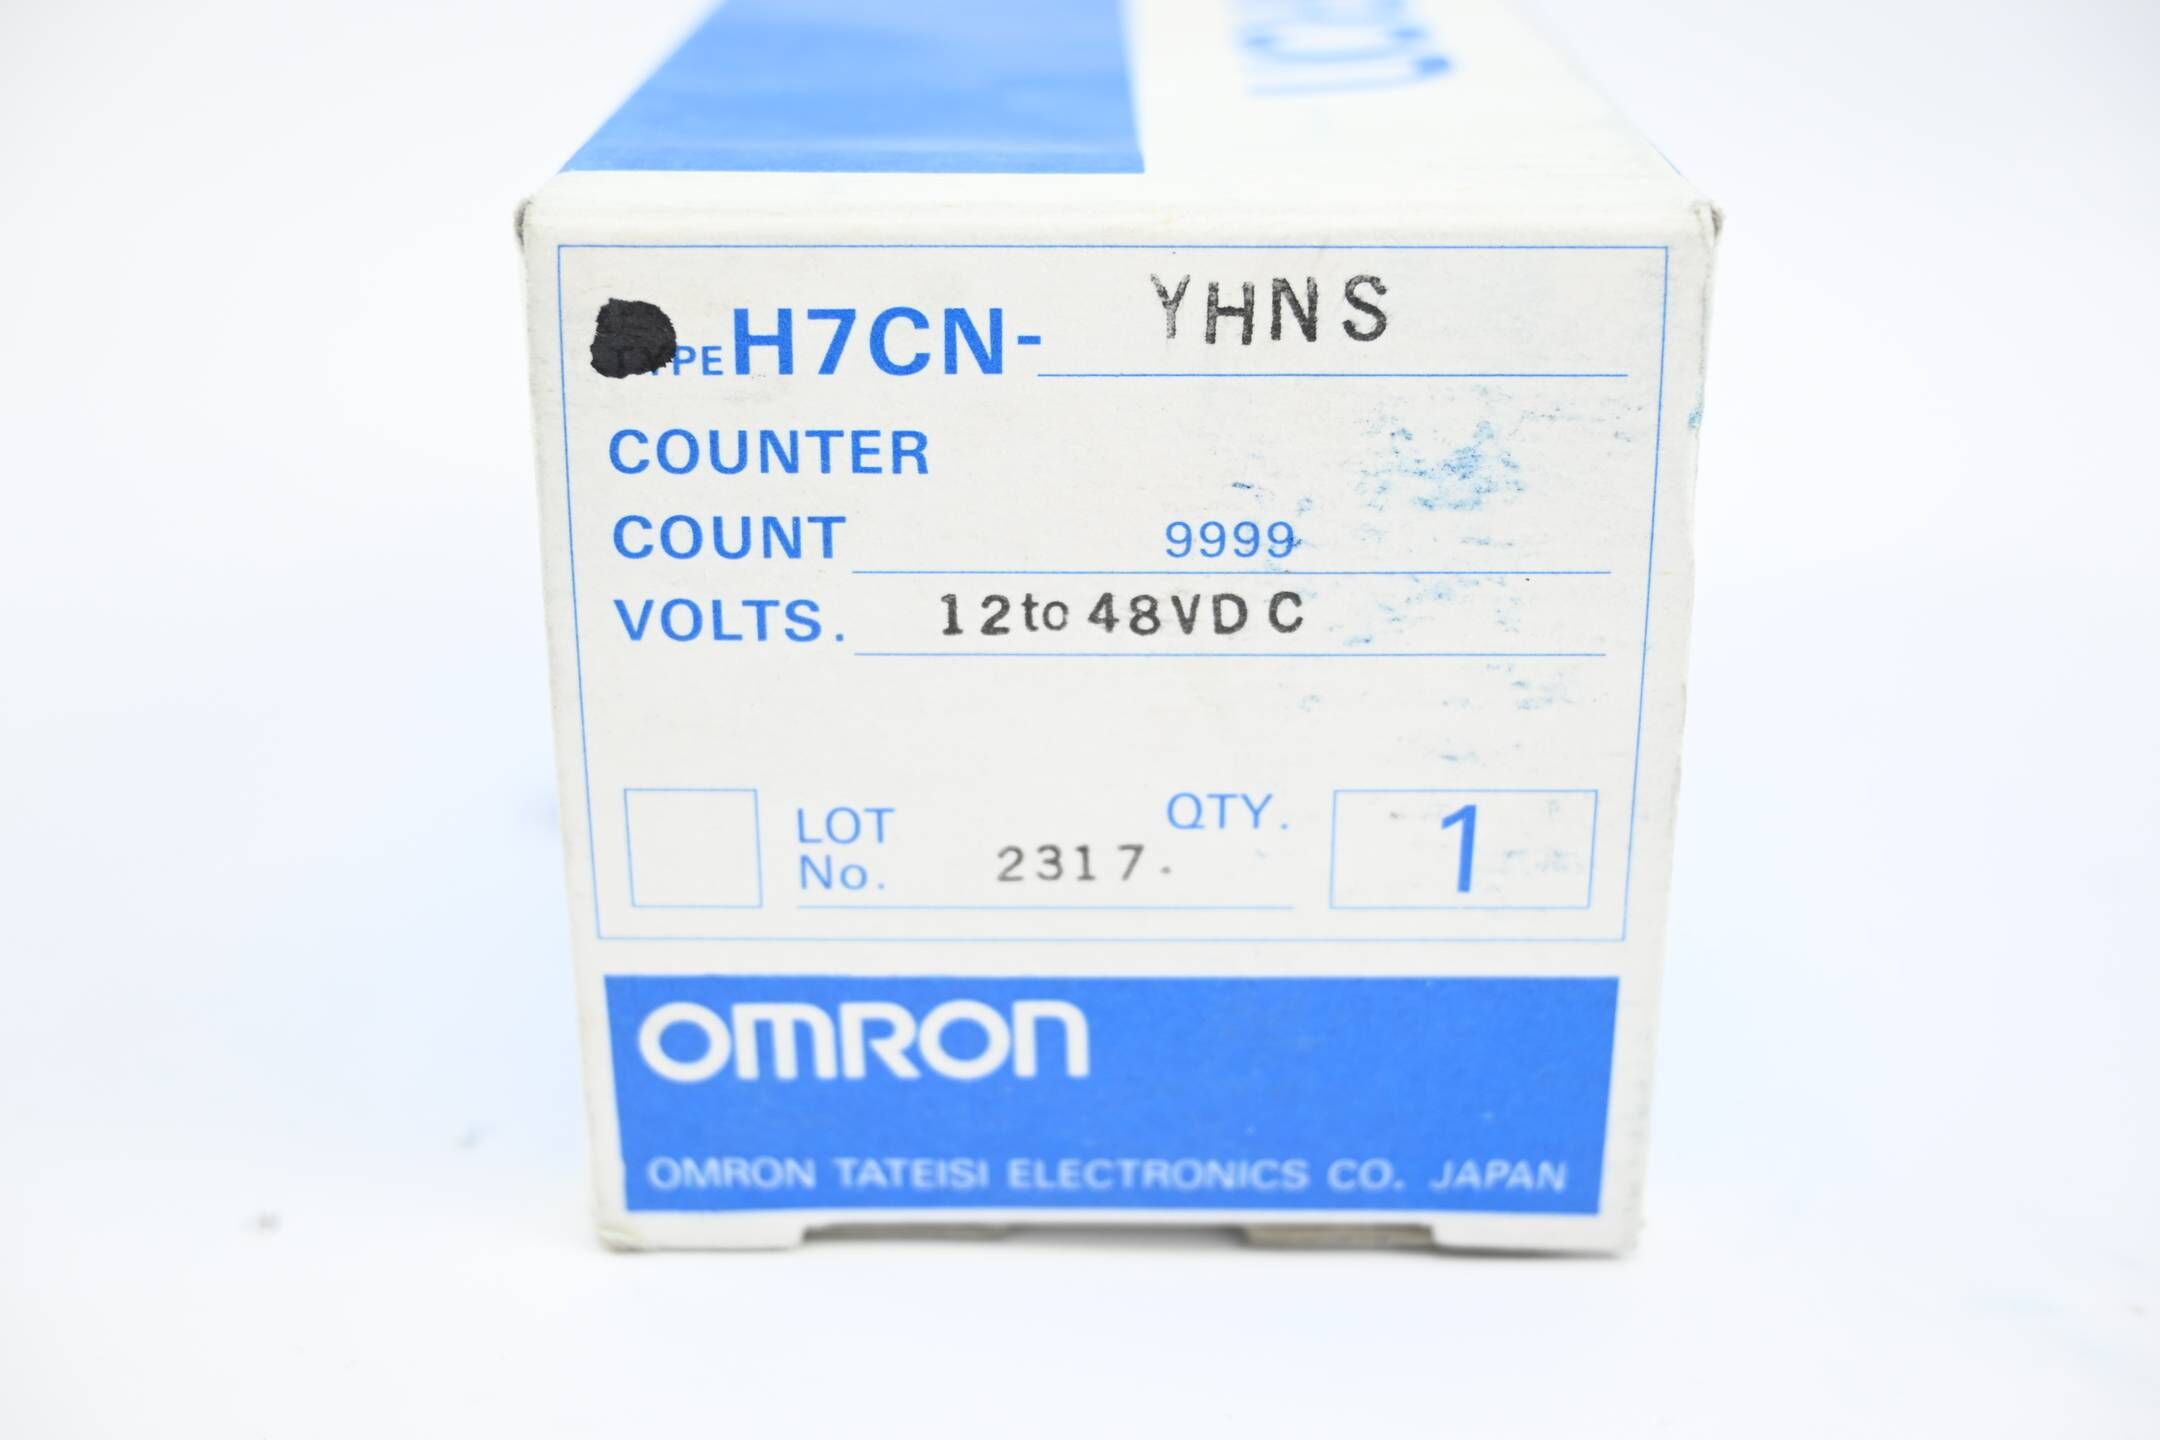 TYPE H7CN- YHNS
COUNTER
COUNT 9999
VOLTS. 12to 48VDC
LOT No. 2317.
QTY. 1
OMRON
OMRON TATEISI ELECTRONICS CO. JAPAN